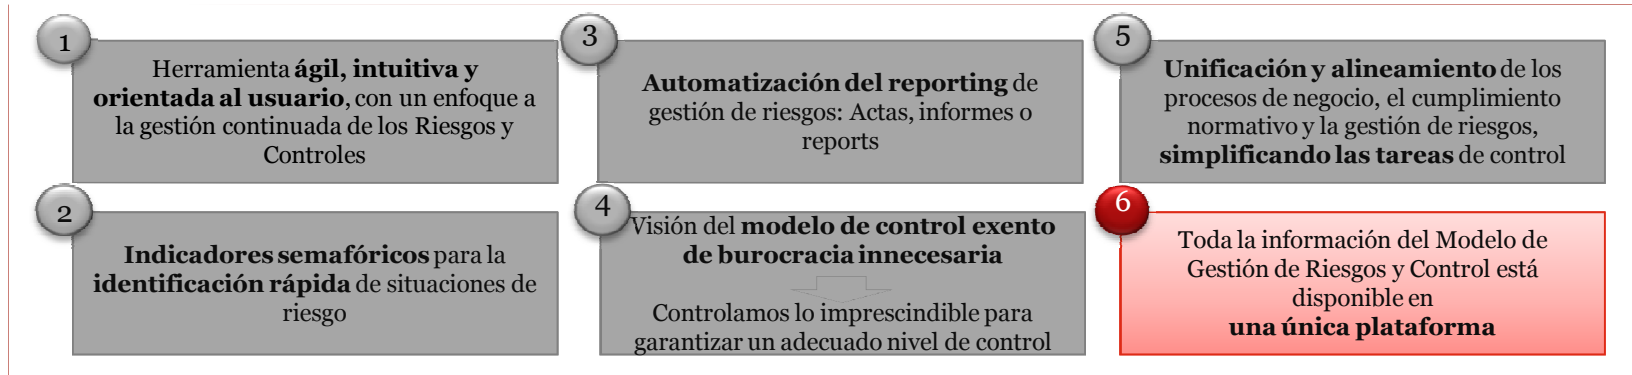 1
Herramienta ágil, intuitiva y
orientada al usuario, con un enfoque a
la gestión continuada de los Riesgos y
Controles
2
Indicadores semafóricos para la
identificación rápida de situaciones de
riesgo
3
Automatización del reporting de
gestión de riesgos: Actas, informes o
reports
4
Visión del modelo de control exento
de burocracia innecesaria
Controlamos lo imprescindible para
garantizar un adecuado nivel de control
5
Unificación y alineamiento de los
procesos de negocio, el cumplimiento
normativo y la gestión de riesgos,
simplificando las tareas de control
6
Toda la información del Modelo de
Gestión de Riesgos y Control está
disponible en
una única plataforma